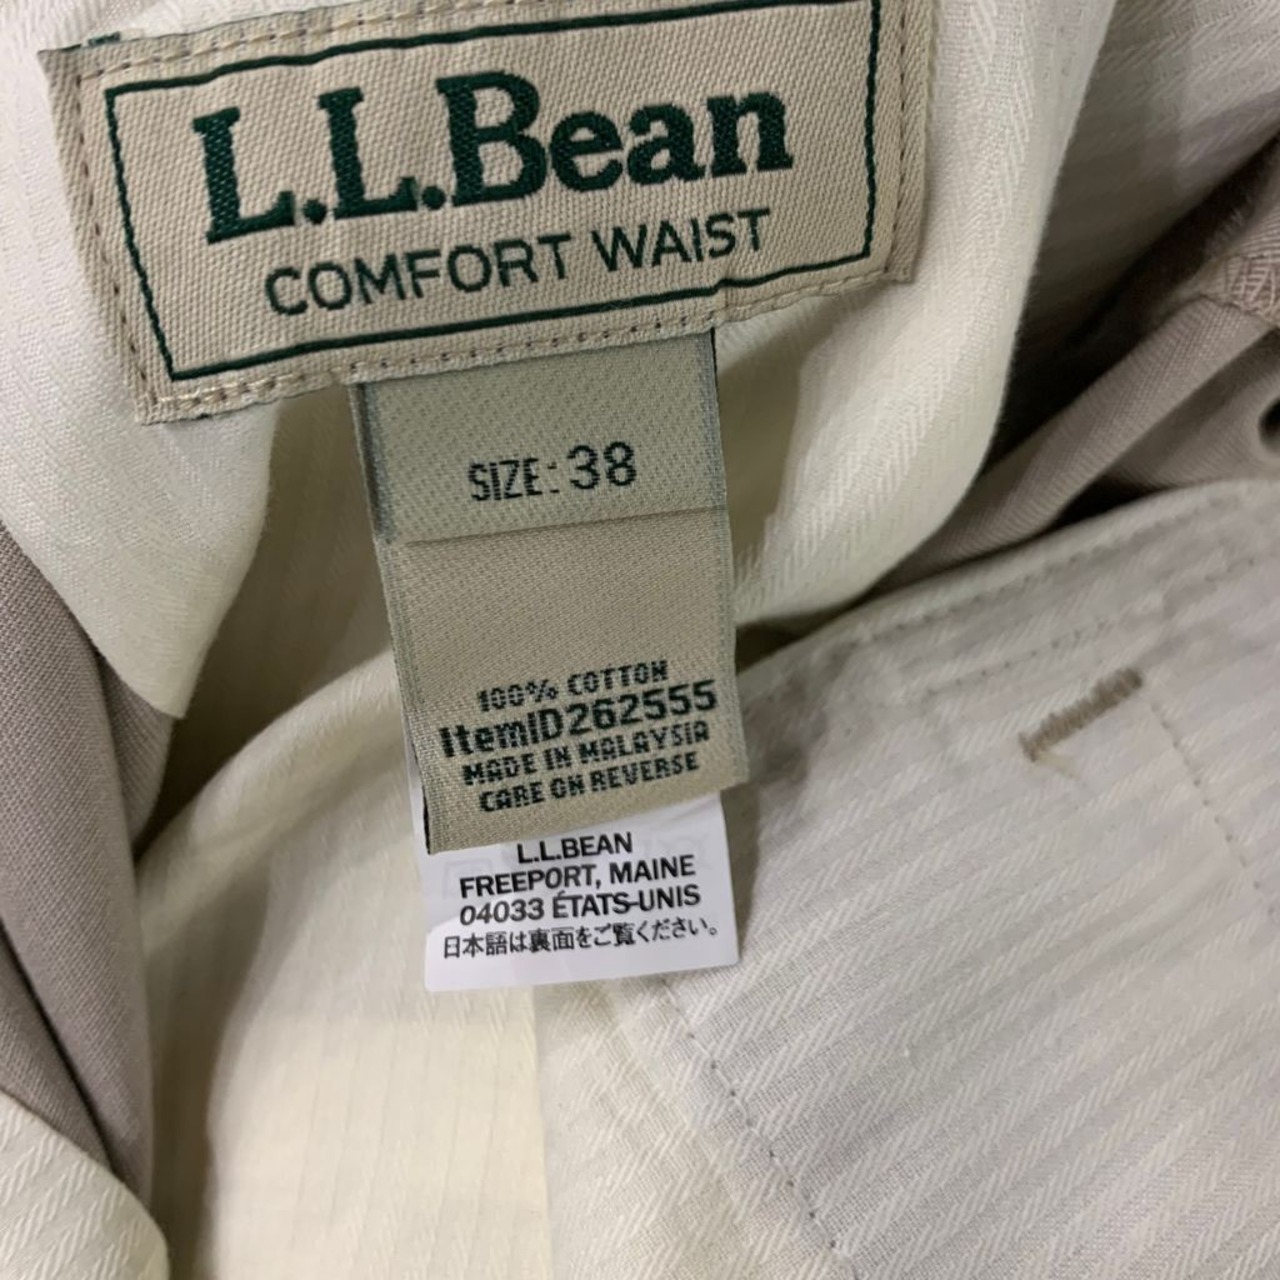 L.L.Bean
COMFORT WAIST
SIZE: 38
100% COTTON
ItemID262555
MADE IN MALAYSIA
CARE ON REVERSE
L.L.BEAN
FREEPORT, MAINE
04033 ÉTATS-UNIS
日本語は裏面をご覧ください。